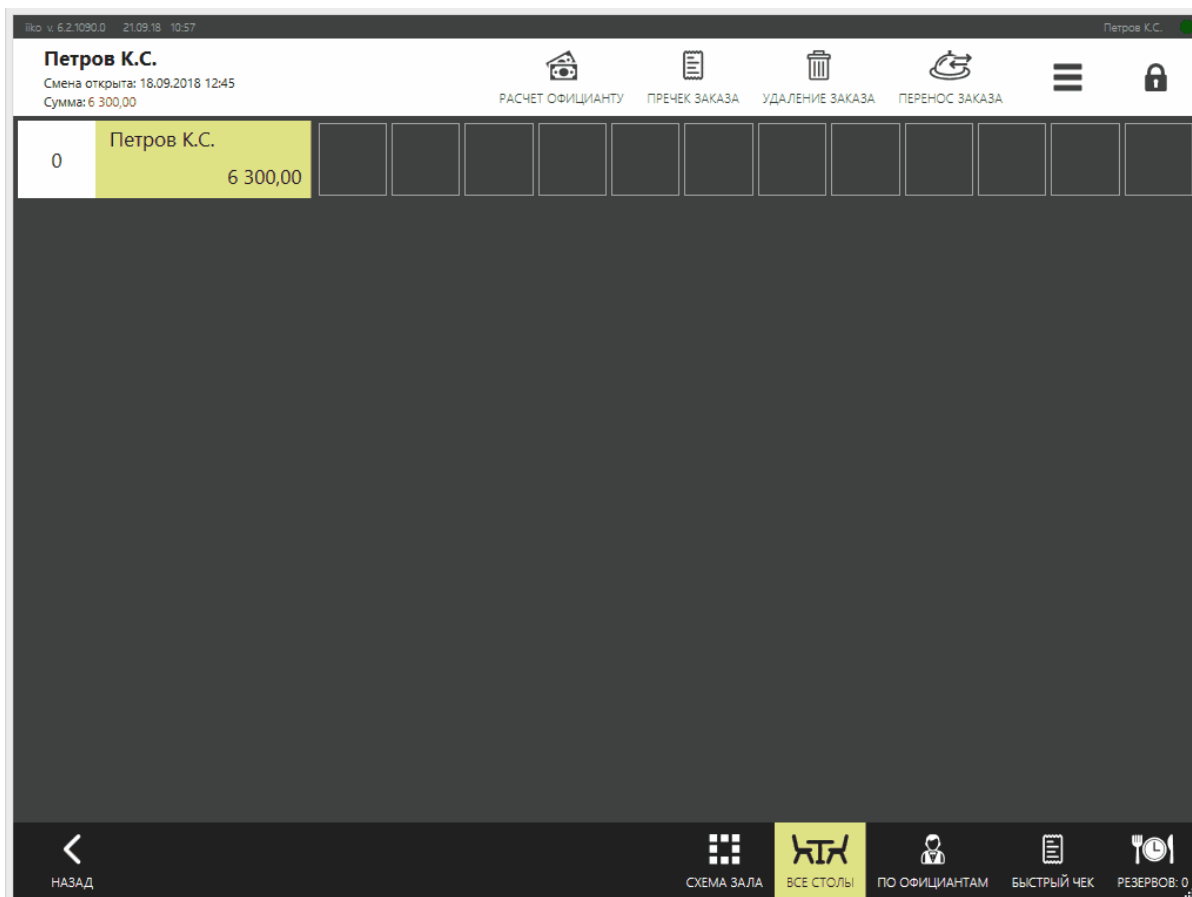 iiko v. 6.2.1090.0 21.09.18 10:57 Петров К.С.
Петров К.С.
Смена открыта: 18.09.2018 12:45
Сумма: 6 300,00
РАСЧЕТ ОФИЦИАНТУ ПРЕЧЕК ЗАКАЗА УДАЛЕНИЕ ЗАКАЗА ПЕРЕНОС ЗАКАЗА
0 Петров К.С.
6 300,00
НАЗАД СХЕМА ЗАЛА ВСЕ СТОЛЫ ПО ОФИЦИАНТАМ БЫСТРЫЙ ЧЕК РЕЗЕРВОВ: 0